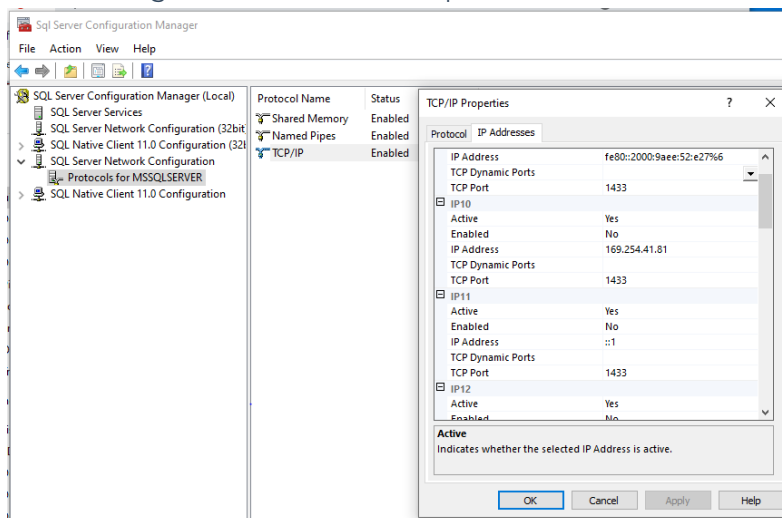 Sql Server Configuration Manager
File Action View Help
SQL Server Configuration Manager (Local)
SQL Server Services
SQL Server Network Configuration (32bit
SQL Native Client 11.0 Configuration (32b
SQL Server Network Configuration
Protocols for MSSQLSERVER
SQL Native Client 11.0 Configuration
Protocol Name Status
Shared Memory Enabled
Named Pipes Enabled
TCP/IP Enabled
TCP/IP Properties ? X
Protocol IP Addresses
IP Address fe80::2000:9aee:52:e27%6
TCP Dynamic Ports
TCP Port 1433
IP10
Active Yes
Enabled No
IP Address 169.254.41.81
TCP Dynamic Ports
TCP Port 1433
IP11
Active Yes
Enabled No
IP Address ::1
TCP Dynamic Ports
TCP Port 1433
IP12
Active Yes
Enabled No
Active
Indicates whether the selected IP Address is active.
OK Cancel Apply Help